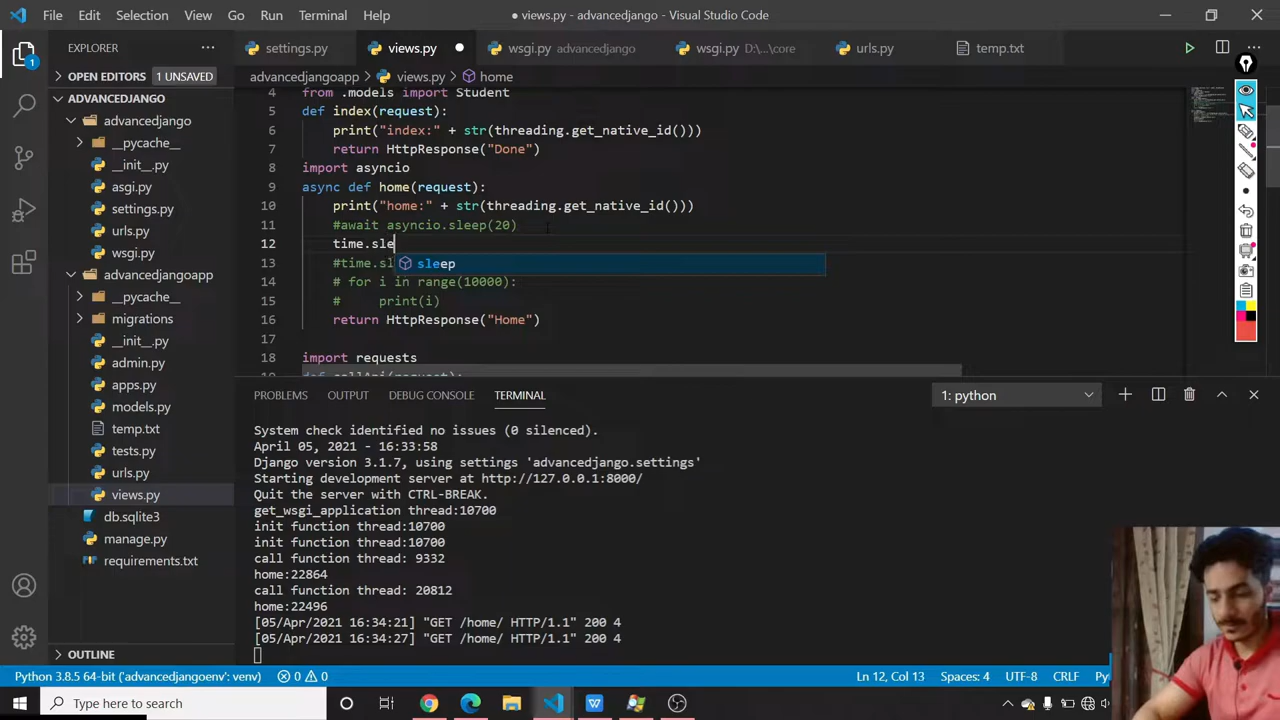 File Edit Selection View Go Run Terminal Help
● views.py - advancedjango - Visual Studio Code
EXPLORER
OPEN EDITORS 1 UNSAVED
ADVANCEDJANGO
advancedjango
__pycache__
__init__.py
asgi.py
settings.py
urls.py
wsgi.py
advancedjangoapp
__pycache__
migrations
__init__.py
admin.py
apps.py
models.py
temp.txt
tests.py
urls.py
views.py
db.sqlite3
manage.py
requirements.txt
OUTLINE
1
settings.py views.py ● wsgi.py advancedjango wsgi.py D:\...\core urls.py temp.txt
advancedjangoapp > views.py > home
4 from .models import Student
5 def index(request):
6 print("index:" + str(threading.get_native_id()))
7 return HttpResponse("Done")
8 import asyncio
9 async def home(request):
10 print("home:" + str(threading.get_native_id()))
11 #await asyncio.sleep(20)
12 time.sle
sleep
13 #time.sl
14 # for i in range(10000):
15 # print(i)
16 return HttpResponse("Home")
17
18 import requests
PROBLEMS OUTPUT DEBUG CONSOLE TERMINAL 1: python
System check identified no issues (0 silenced).
April 05, 2021 - 16:33:58
Django version 3.1.7, using settings 'advancedjango.settings'
Starting development server at http://127.0.0.1:8000/
Quit the server with CTRL-BREAK.
get_wsgi_application thread:10700
init function thread:10700
init function thread:10700
call function thread: 9332
home:22864
call function thread: 20812
home:22496
[05/Apr/2021 16:34:21] "GET /home/ HTTP/1.1" 200 4
[05/Apr/2021 16:34:27] "GET /home/ HTTP/1.1" 200 4
Python 3.8.5 64-bit ('advancedjangoenv': venv) 0 0 Ln 12, Col 13 Spaces: 4 UTF-8 CRLF
Type here to search